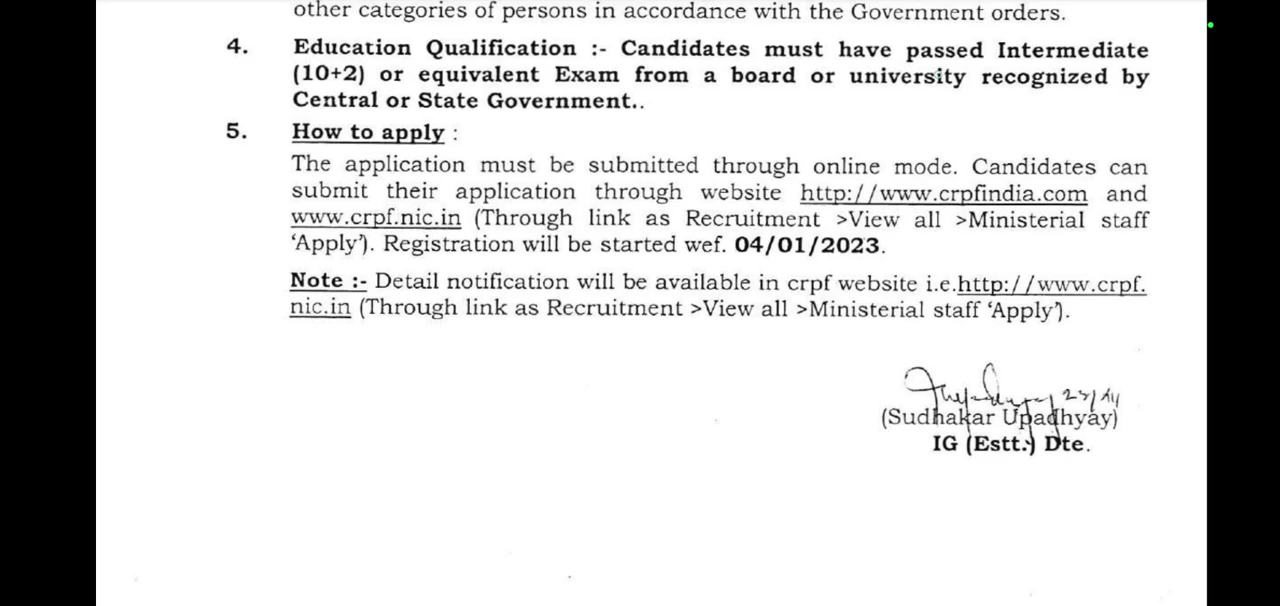 other categories of persons in accordance with the Government orders.
4. Education Qualification :- Candidates must have passed Intermediate
(10+2) or equivalent Exam from a board or university recognized by
Central or State Government..
5. How to apply :
The application must be submitted through online mode. Candidates can
submit their application through website http://www.crpfindia.com and
www.crpf.nic.in (Through link as Recruitment >View all >Ministerial staff
‘Apply’). Registration will be started wef. 04/01/2023.
Note :- Detail notification will be available in crpf website i.e.http://www.crpf.
nic.in (Through link as Recruitment >View all >Ministerial staff ‘Apply’).
(Sudhakar Upadhyay)
IG (Estt.) Dte.